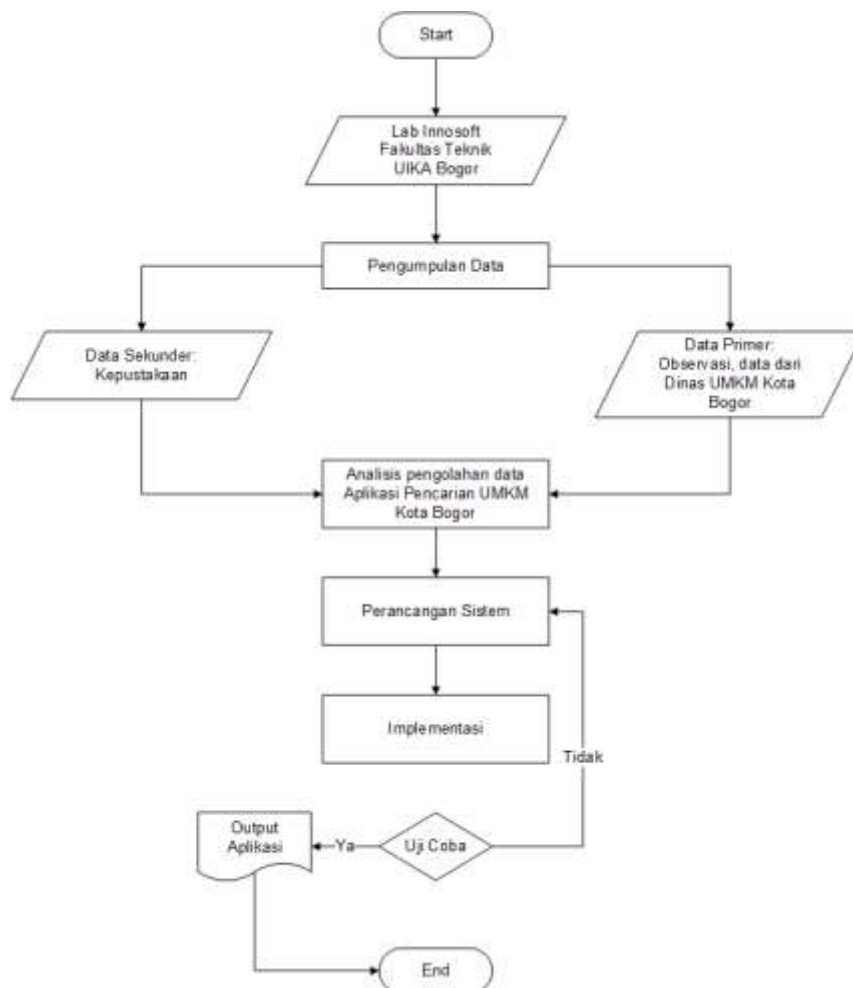 Start
Lab Innosoft
Fakultas Teknik
UIKA Bogor
Pengumpulan Data
Data Sekunder:
Kepustakaan
Data Primer:
Observasi, data dari
Dinas UMKM Kota
Bogor
Analisis pengolahan data
Aplikasi Pencarian UMKM
Kota Bogor
Perancangan Sistem
Implementasi
Tidak
Output
Aplikasi
Ya
Uji Coba
End